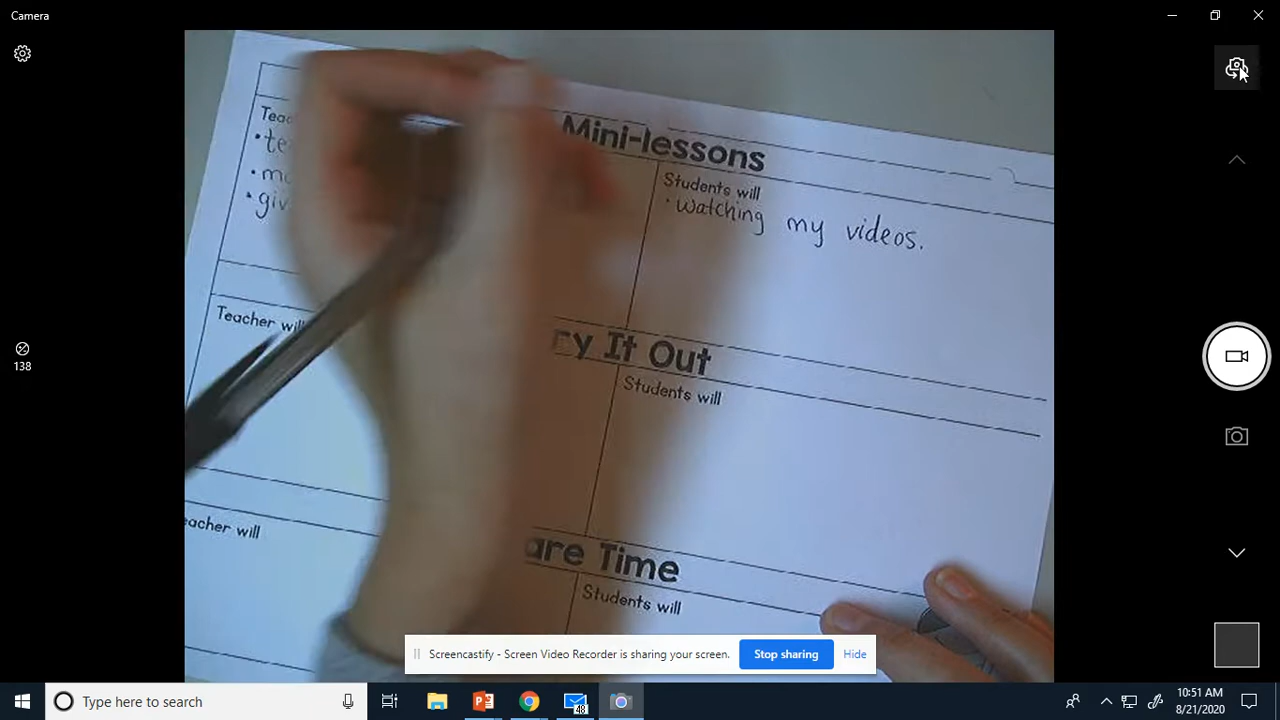 Camera
Mini-lessons
Students will
• watching my videos.
Teacher will
ry It Out
Students will
138
eacher will
are Time
Students will
Screencastify - Screen Video Recorder is sharing your screen.
Stop sharing
Hide
Type here to search
48
10:51 AM
8/21/2020